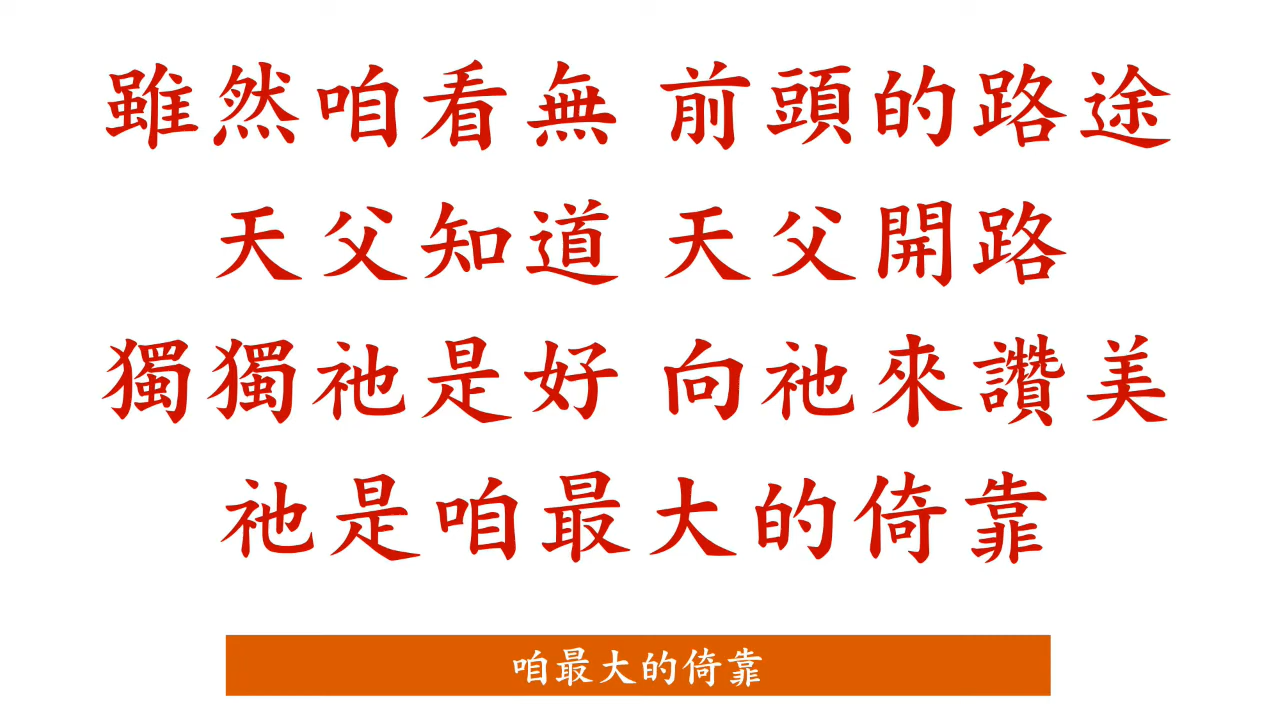 雖然咱看無 前頭的路途
天父知道 天父開路
獨獨祂是好 向祂來讚美
祂是咱最大的倚靠
咱最大的倚靠